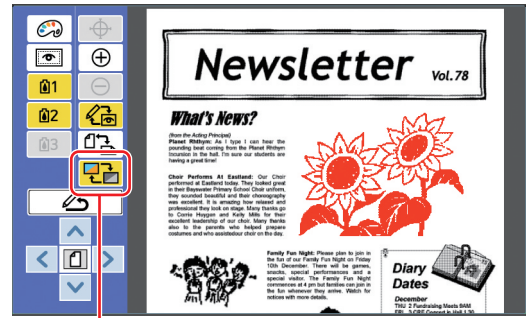 1
2
3
Newsletter Vol. 78
What's News?
(from the Acting Principal)
Planet Rhthym: As I type I can hear the
pounding beat coming from the Planet Rhthym
incursion in the hall. I'm sure our students are
having a great time!
Choir Performs At Eastland: Our Choir
performed at Eastland today. They looked great
in their Bayswater Primary School Choir uniform,
they sounded beautiful and their choreography
was excellent. It is amazing how relaxed and
professional they look on stage. Many thanks go
to Corrie Huygen and Kelly Mills for their
excellent leadership of our choir. Many thanks
also to the parents who helped prepare
costumes and who assisted our choir on the day.
Family Fun Night: Please plan to join in
the fun of our Family Fun Night on Friday
10th December. There will be games,
snacks, special performances and a
special visitor. The Family Fun Night
commences at 4 pm but families can join in
the fun whenever they arrive. Watch for
notices with more details.
Diary
Dates
December
THU 2 Fundraising Meets 8AM